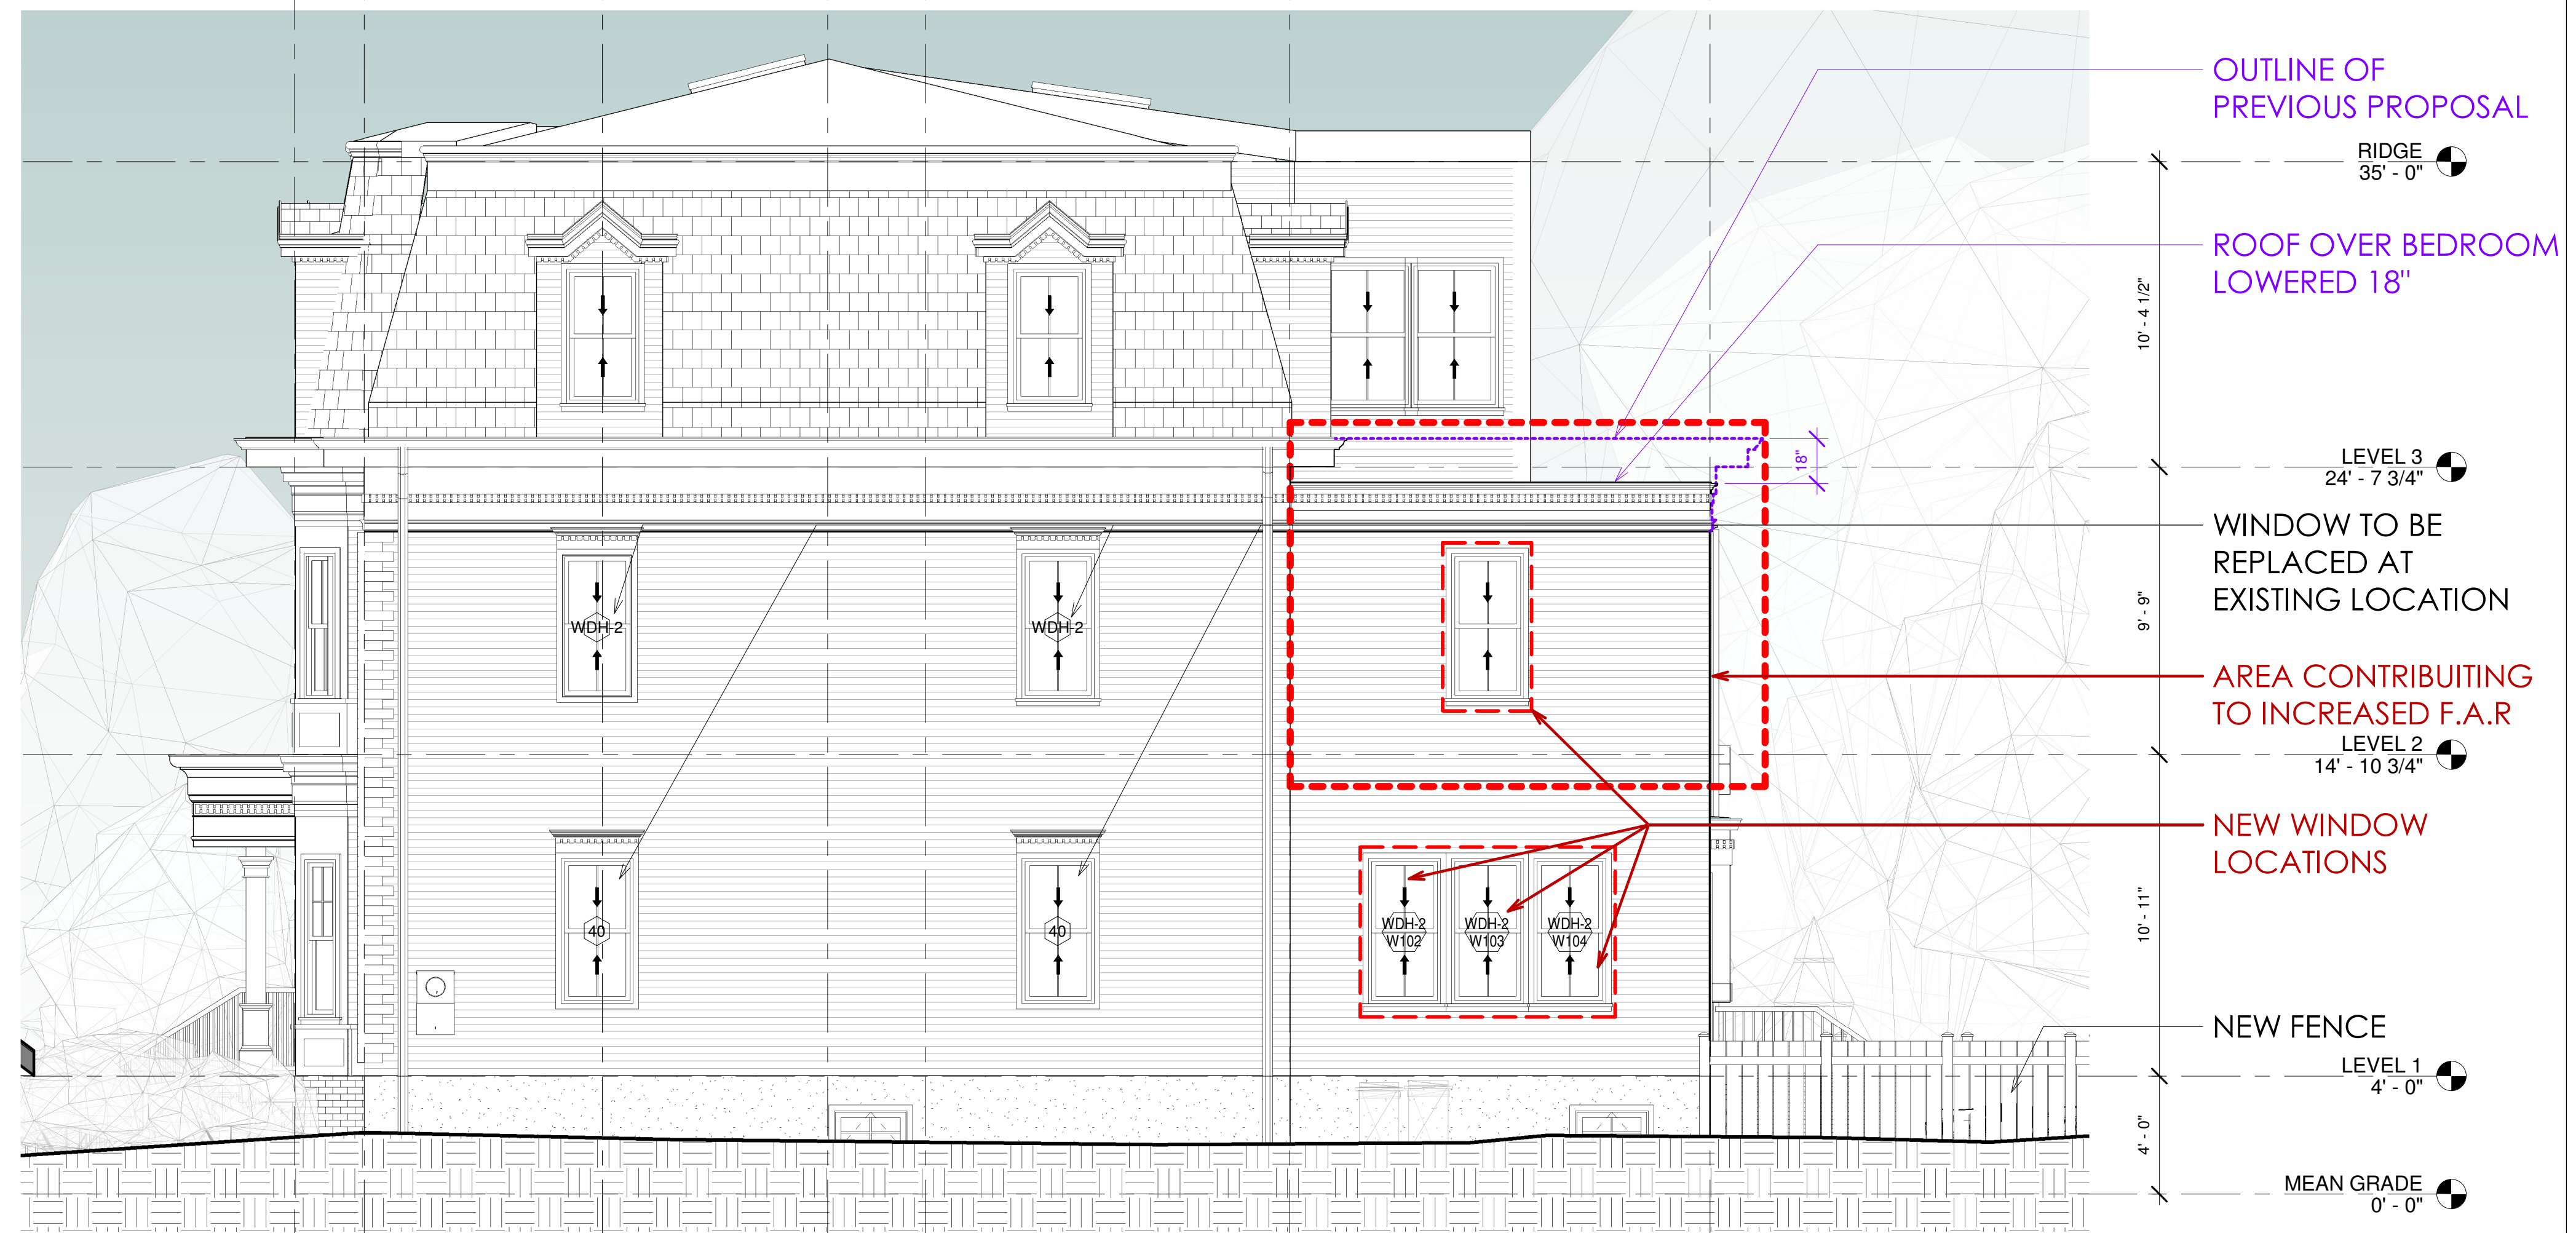 OUTLINE OF
PREVIOUS PROPOSAL
RIDGE
35' - 0"
ROOF OVER BEDROOM
LOWERED 18"
10' - 4 1/2"
18"
LEVEL 3
24' - 7 3/4"
WINDOW TO BE
REPLACED AT
EXISTING LOCATION
9' - 9"
WDH-2
WDH-2
AREA CONTRIBUITING
TO INCREASED F.A.R
LEVEL 2
14' - 10 3/4"
NEW WINDOW
LOCATIONS
10' - 11"
40
40
WDH-2
W102
WDH-2
W103
WDH-2
W104
NEW FENCE
LEVEL 1
4' - 0"
4' - 0"
MEAN GRADE
0' - 0"